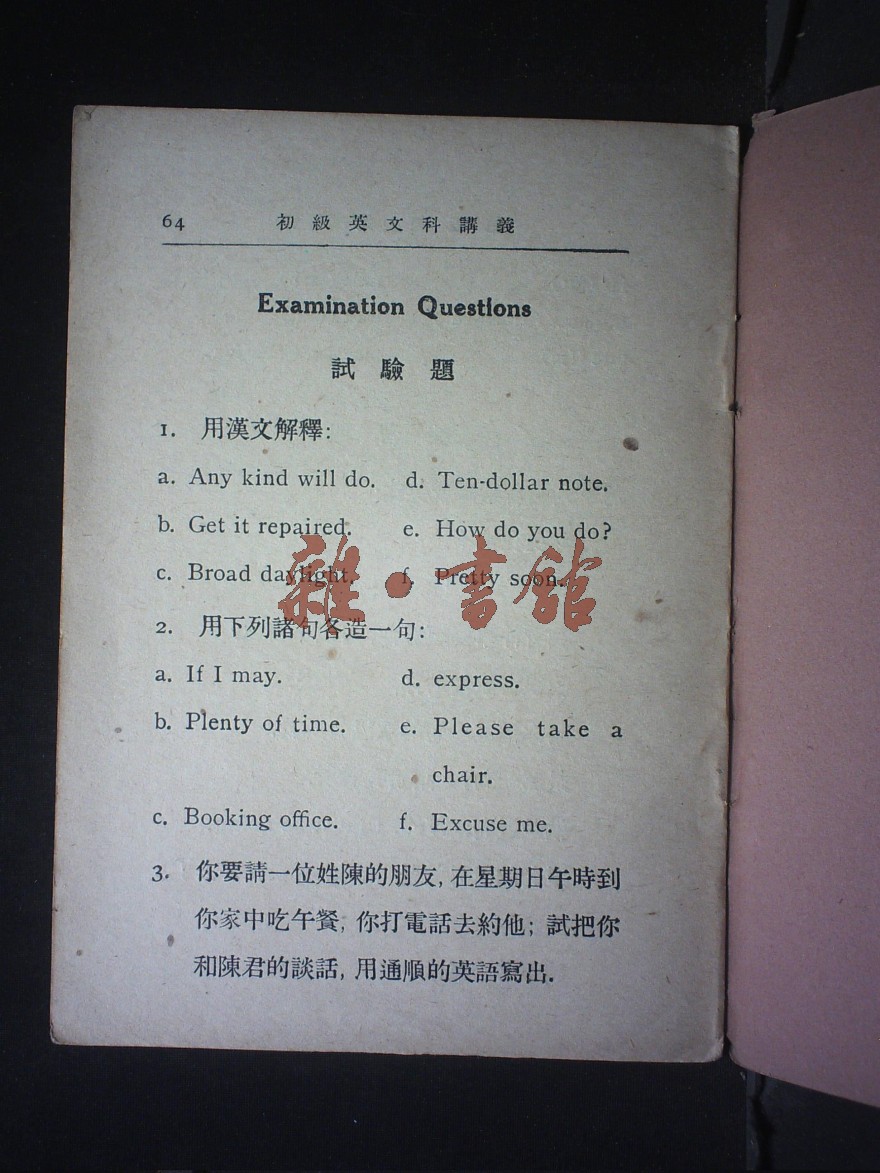 64 初級英文科講義
Examination Questions
試驗題
1. 用漢文解釋:
a. Any kind will do. d. Ten-dollar note.
b. Get it repaired. e. How do you do?
c. Broad daylight. f. Pretty soon.
雜·書館
2. 用下列諸句各造一句:
a. If I may. d. express.
b. Plenty of time. e. Please take a
chair.
c. Booking office. f. Excuse me.
3. 你要請一位姓陳的朋友, 在星期日午時到
你家中吃午餐, 你打電話去約他; 試把你
和陳君的談話, 用通順的英語寫出.